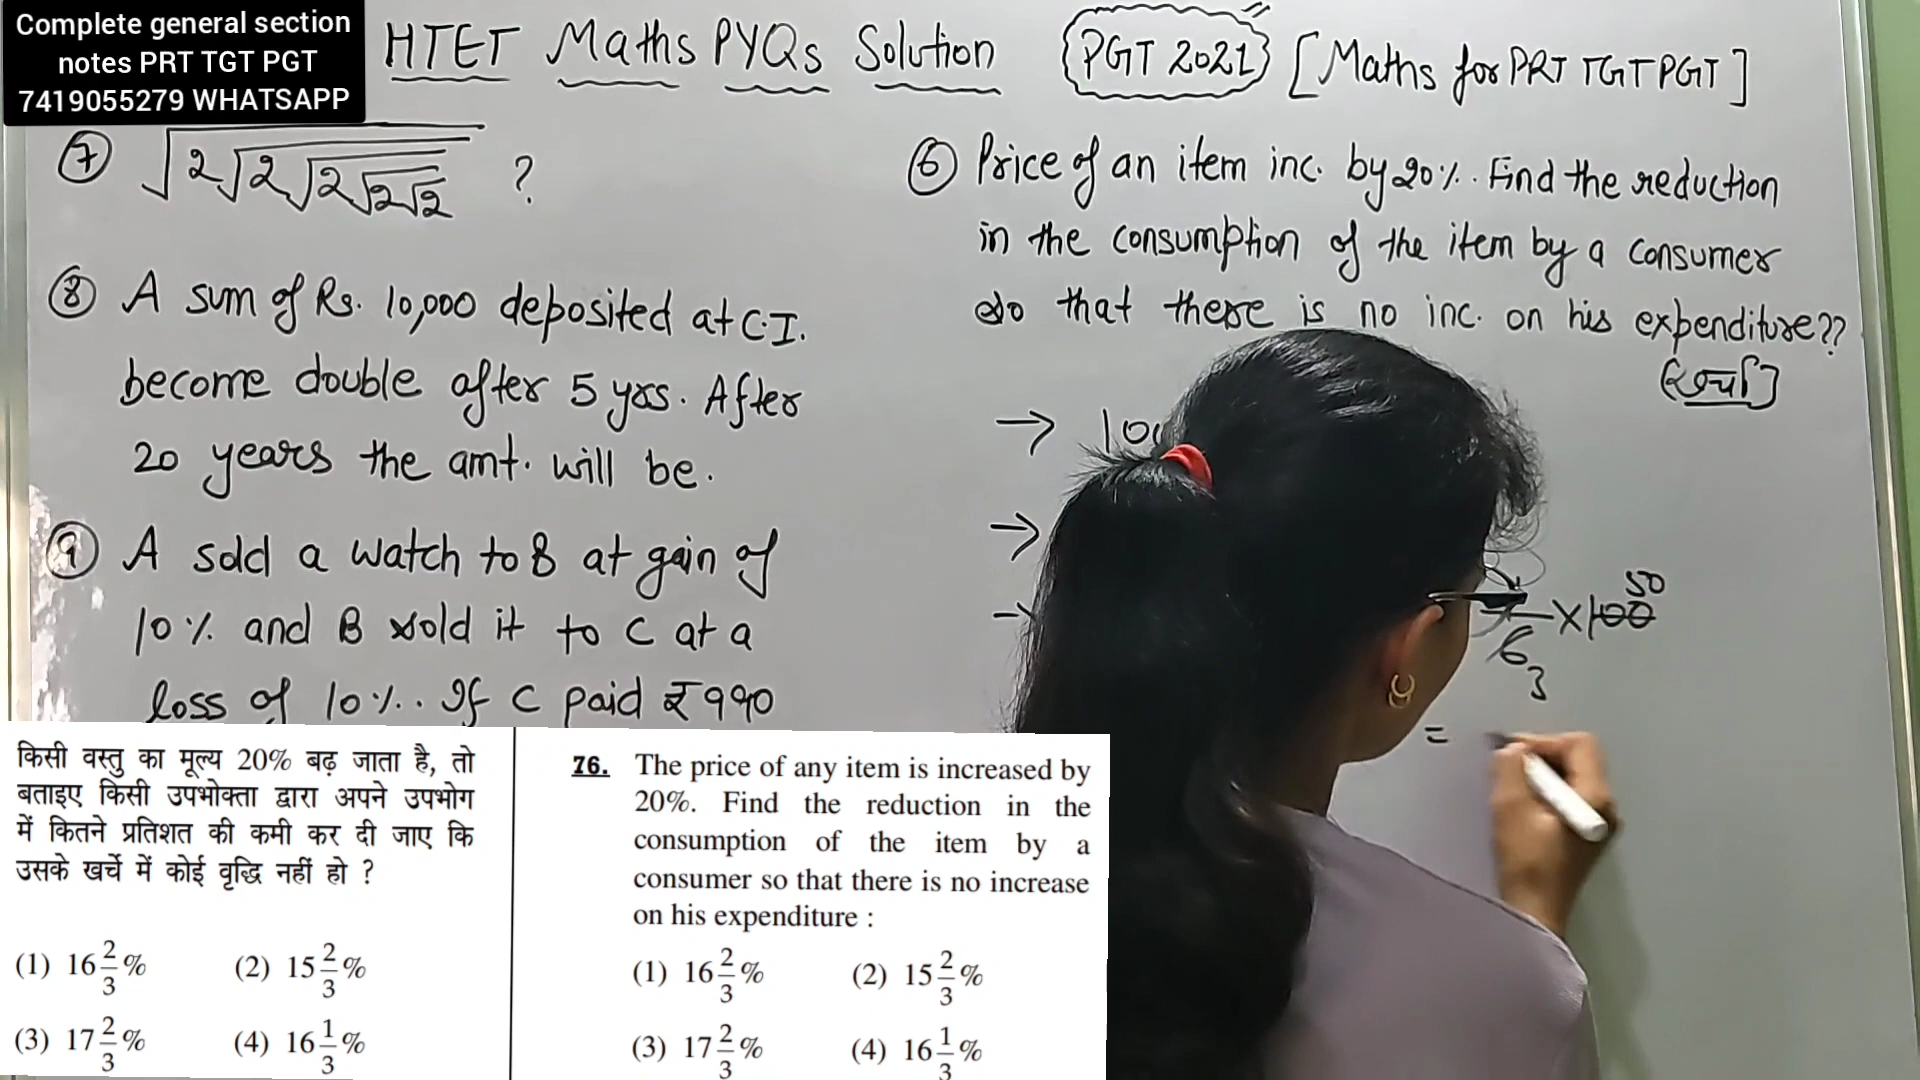 Complete general section
notes PRT TGT PGT
7419055279 WHATSAPP
HTET Maths PYQs Solution PGT 2021 [Maths for PRT TGT PGT]
⑦ √2√2√2√2√2 ?
⑧ A sum of Rs. 10,000 deposited at C.I.
become double after 5 yrs. After
20 years the amt. will be.
⑨ A sold a watch to B at gain of
10% and B sold it to C at a
loss of 10%. If C paid ₹990
⑥ Price of an item inc. by 20%. Find the reduction
in the consumption of the item by a consumer
so that there is no inc. on his expenditure??
[खर्चा]
→ 10
→
→
6 × 100 50
3
=
किसी वस्तु का मूल्य 20% बढ़ जाता है, तो
बताइए किसी उपभोक्ता द्वारा अपने उपभोग
में कितने प्रतिशत की कमी कर दी जाए कि
उसके खर्चे में कोई वृद्धि नहीं हो ?
(1) 16 2/3 % (2) 15 2/3 %
(3) 17 2/3 % (4) 16 1/3 %
76. The price of any item is increased by
20%. Find the reduction in the
consumption of the item by a
consumer so that there is no increase
on his expenditure :
(1) 16 2/3 % (2) 15 2/3 %
(3) 17 2/3 % (4) 16 1/3 %